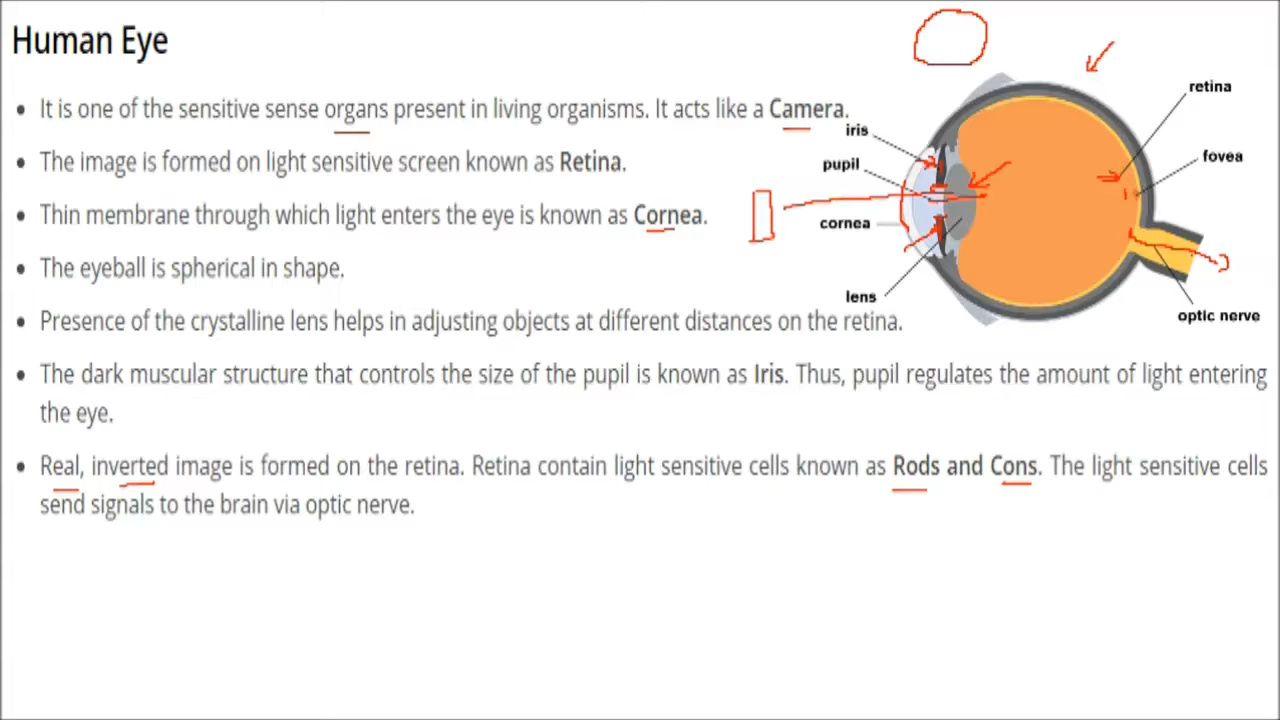 Human Eye
It is one of the sensitive sense organs present in living organisms. It acts like a Camera.
The image is formed on light sensitive screen known as Retina.
Thin membrane through which light enters the eye is known as Cornea.
The eyeball is spherical in shape.
Presence of the crystalline lens helps in adjusting objects at different distances on the retina.
The dark muscular structure that controls the size of the pupil is known as Iris. Thus, pupil regulates the amount of light entering
the eye.
Real, inverted image is formed on the retina. Retina contain light sensitive cells known as Rods and Cons. The light sensitive cells
send signals to the brain via optic nerve.
iris
pupil
cornea
lens
retina
fovea
optic nerve